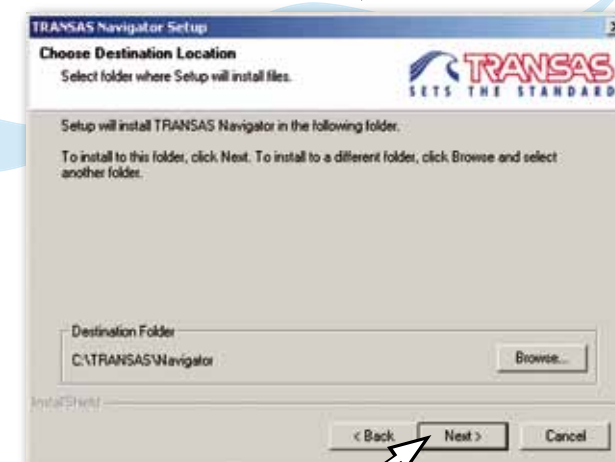 TRANSAS Navigator Setup
Choose Destination Location
Select folder where Setup will install files.
TRANSAS
SETS THE STANDARD
Setup will install TRANSAS Navigator in the following folder.
To install to this folder, click Next. To install to a different folder, click Browse and select
another folder.
Destination Folder
C:\TRANSAS\Navigator
Browse...
InstallShield
< Back
Next >
Cancel